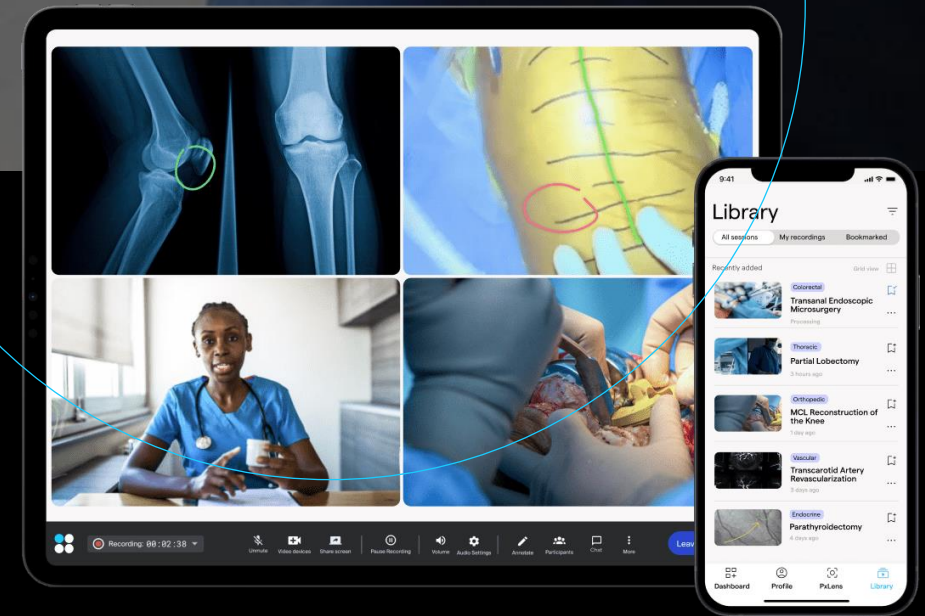 Recording: 00:02:38
Unmute
Video devices
Share screen
Pause Recording
Volume
Audio Settings
Annotate
Participants
Chat
More
Leav
9:41
Library
All sessions
My recordings
Bookmarked
Recently added
Grid view
Colorectal
Transanal Endoscopic
Microsurgery
Processing
Thoracic
Partial Lobectomy
3 hours ago
Orthopedic
MCL Reconstruction of
the Knee
1 day ago
Vascular
Transcarotid Artery
Revascularization
3 days ago
Endocrine
Parathyroidectomy
4 days ago
Dashboard
Profile
PxLens
Library